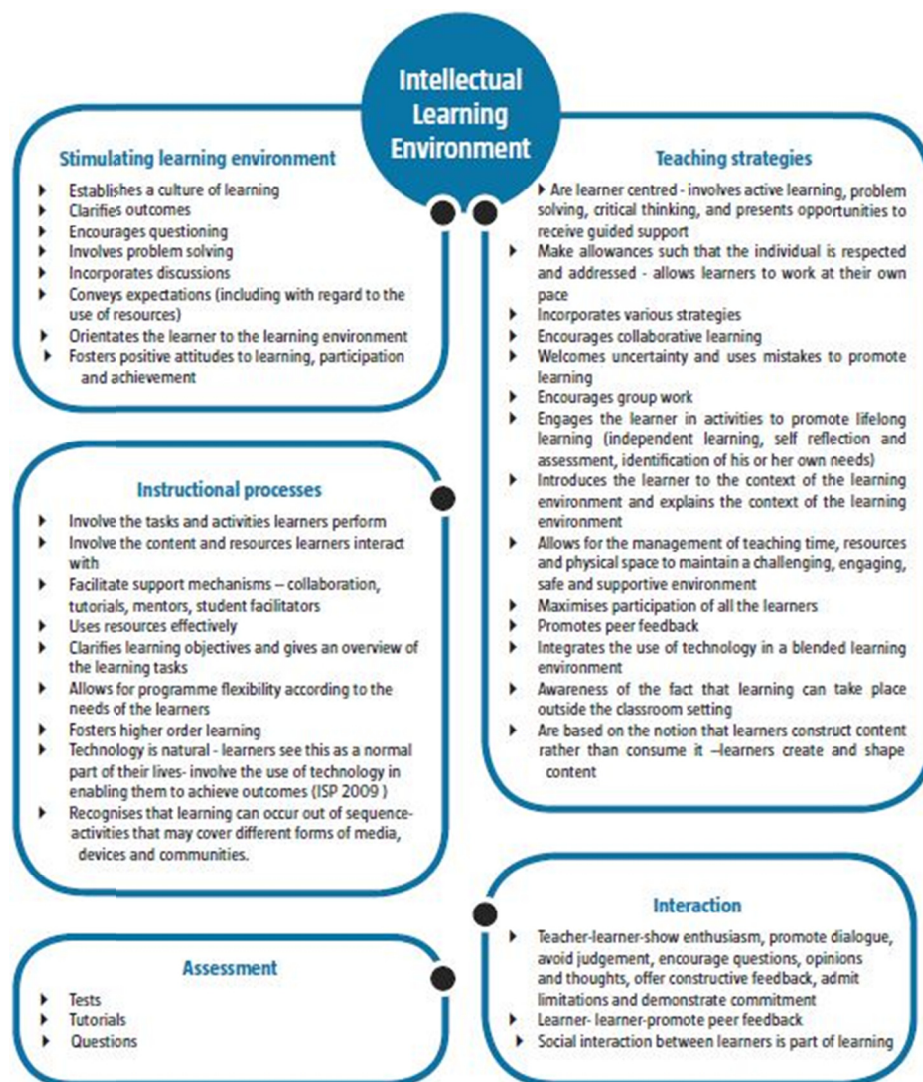 Intellectual
Learning
Environment
Stimulating learning environment
Establishes a culture of learning
Clarifies outcomes
Encourages questioning
Involves problem solving
Incorporates discussions
Conveys expectations (including with regard to the
use of resources)
Orientates the learner to the learning environment
Fosters positive attitudes to learning, participation
and achievement
Instructional processes
Involve the tasks and activities learners perform
Involve the content and resources learners interact
with
Facilitate support mechanisms – collaboration,
tutorials, mentors, student facilitators
Uses resources effectively
Clarifies learning objectives and gives an overview of
the learning tasks
Allows for programme flexibility according to the
needs of the learners
Fosters higher order learning
Technology is natural - learners see this as a normal
part of their lives- involve the use of technology in
enabling them to achieve outcomes (ISP 2009 )
Recognises that learning can occur out of sequence-
activities that may cover different forms of media,
devices and communities.
Assessment
Tests
Tutorials
Questions
Teaching strategies
Are learner centred - involves active learning, problem
solving, critical thinking, and presents opportunities to
receive guided support
Make allowances such that the individual is respected
and addressed - allows learners to work at their own
pace
Incorporates various strategies
Encourages collaborative learning
Welcomes uncertainty and uses mistakes to promote
learning
Encourages group work
Engages the learner in activities to promote lifelong
learning (independent learning, self reflection and
assessment, identification of his or her own needs)
Introduces the learner to the context of the learning
environment and explains the context of the learning
environment
Allows for the management of teaching time, resources
and physical space to maintain a challenging, engaging,
safe and supportive environment
Maximises participation of all the learners
Promotes peer feedback
Integrates the use of technology in a blended learning
environment
Awareness of the fact that learning can take place
outside the classroom setting
Are based on the notion that learners construct content
rather than consume it –learners create and shape
content
Interaction
Teacher-learner-show enthusiasm, promote dialogue,
avoid judgement, encourage questions, opinions
and thoughts, offer constructive feedback, admit
limitations and demonstrate commitment
Learner- learner-promote peer feedback
Social interaction between learners is part of learning